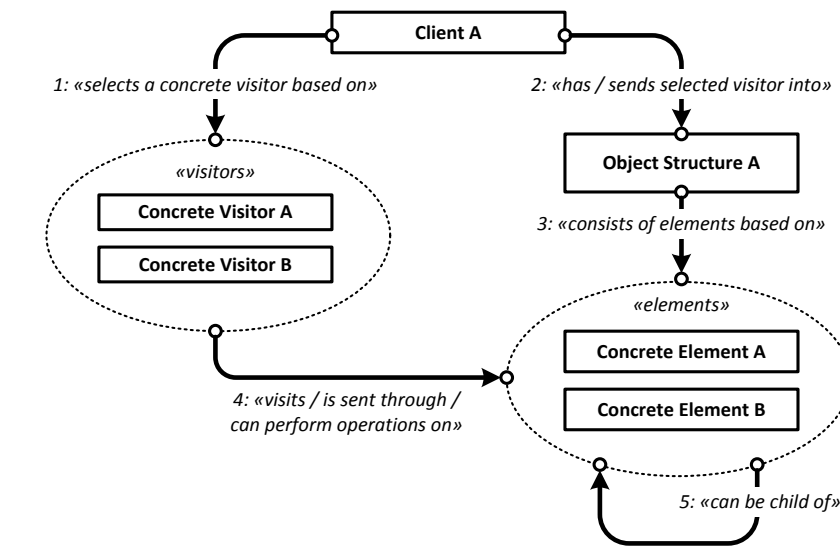 Client A
1: «selects a concrete visitor based on»
2: «has / sends selected visitor into»
«visitors»
Concrete Visitor A
Concrete Visitor B
Object Structure A
3: «consists of elements based on»
«elements»
Concrete Element A
Concrete Element B
4: «visits / is sent through /
can perform operations on»
5: «can be child of»